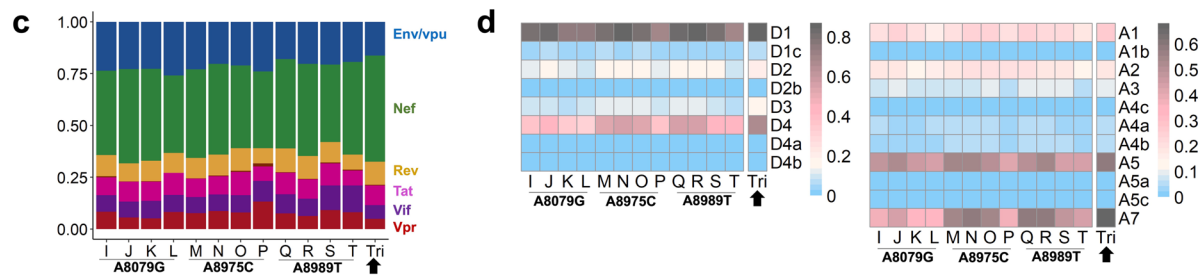 c
1.00
0.75
0.50
0.25
0.00
Env/vpu
Nef
Rev
Tat
Vif
Vpr
I J K L M N O P Q R S T Tri
A8079G A8975C A8989T
d
D1
D1c
D2
D2b
D3
D4
D4a
D4b
I J K L M N O P Q R S T Tri
A8079G A8975C A8989T
0.8
0.6
0.4
0.2
0
A1
A1b
A2
A3
A4c
A4a
A4b
A5
A5a
A5c
A7
I J K L M N O P Q R S T Tri
A8079G A8975C A8989T
0.6
0.5
0.4
0.3
0.2
0.1
0